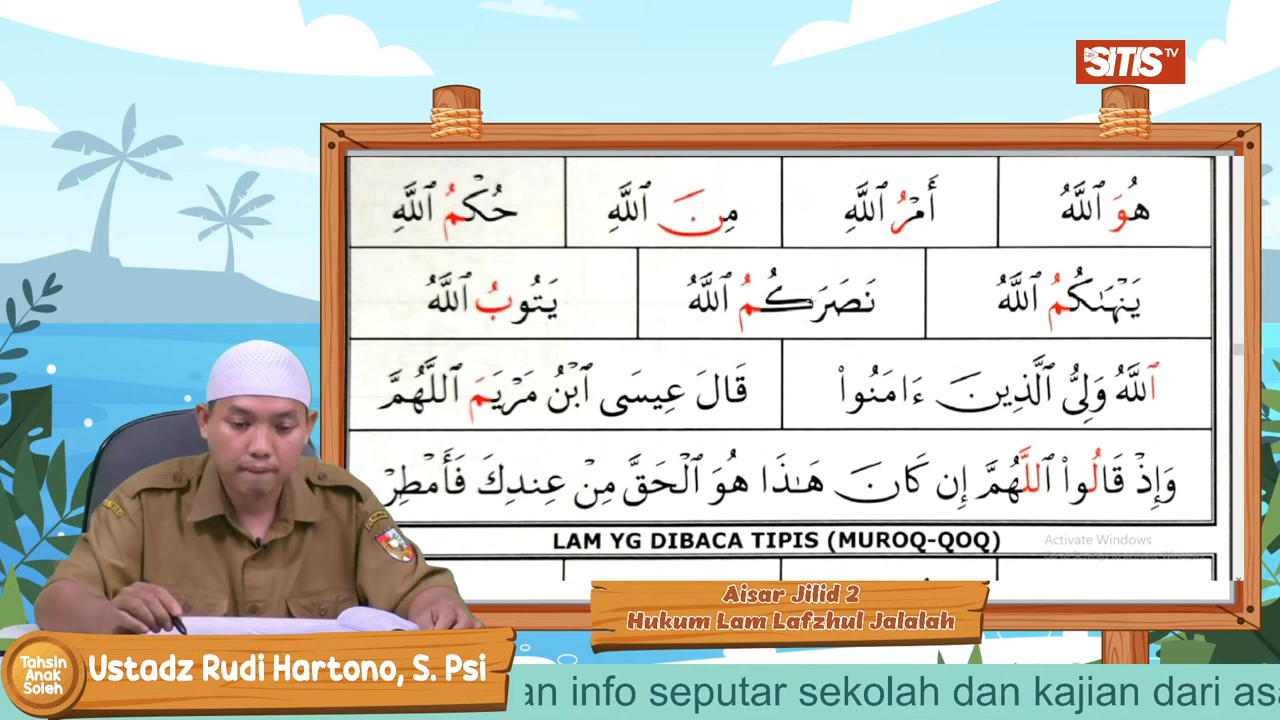 SITIS TV
هُوَ ٱللَّهُ
أَمْرُ ٱللَّهِ
مِنَ ٱللَّهِ
حُكْمُ ٱللَّهِ
يَنْهَىٰكُمُ ٱللَّهُ
نَصَرَكُمُ ٱللَّهُ
يَتُوبُ ٱللَّهُ
ٱللَّهُ وَلِىُّ ٱلَّذِينَ ءَامَنُوا۟
قَالَ عِيسَى ٱبْنُ مَرْيَمَ ٱللَّهُمَّ
وَإِذْ قَالُوا۟ ٱللَّهُمَّ إِن كَانَ هَـٰذَا هُوَ ٱلْحَقَّ مِنْ عِندِكَ فَأَمْطِرْ
LAM YG DIBACA TIPIS (MUROQ-QOQ)
Activate Windows
Aisar Jilid 2
Hukum Lam Lafzhul Jalalah
Tahsin
Anak
Soleh
Ustadz Rudi Hartono, S. Psi
an info seputar sekolah dan kajian dari asa